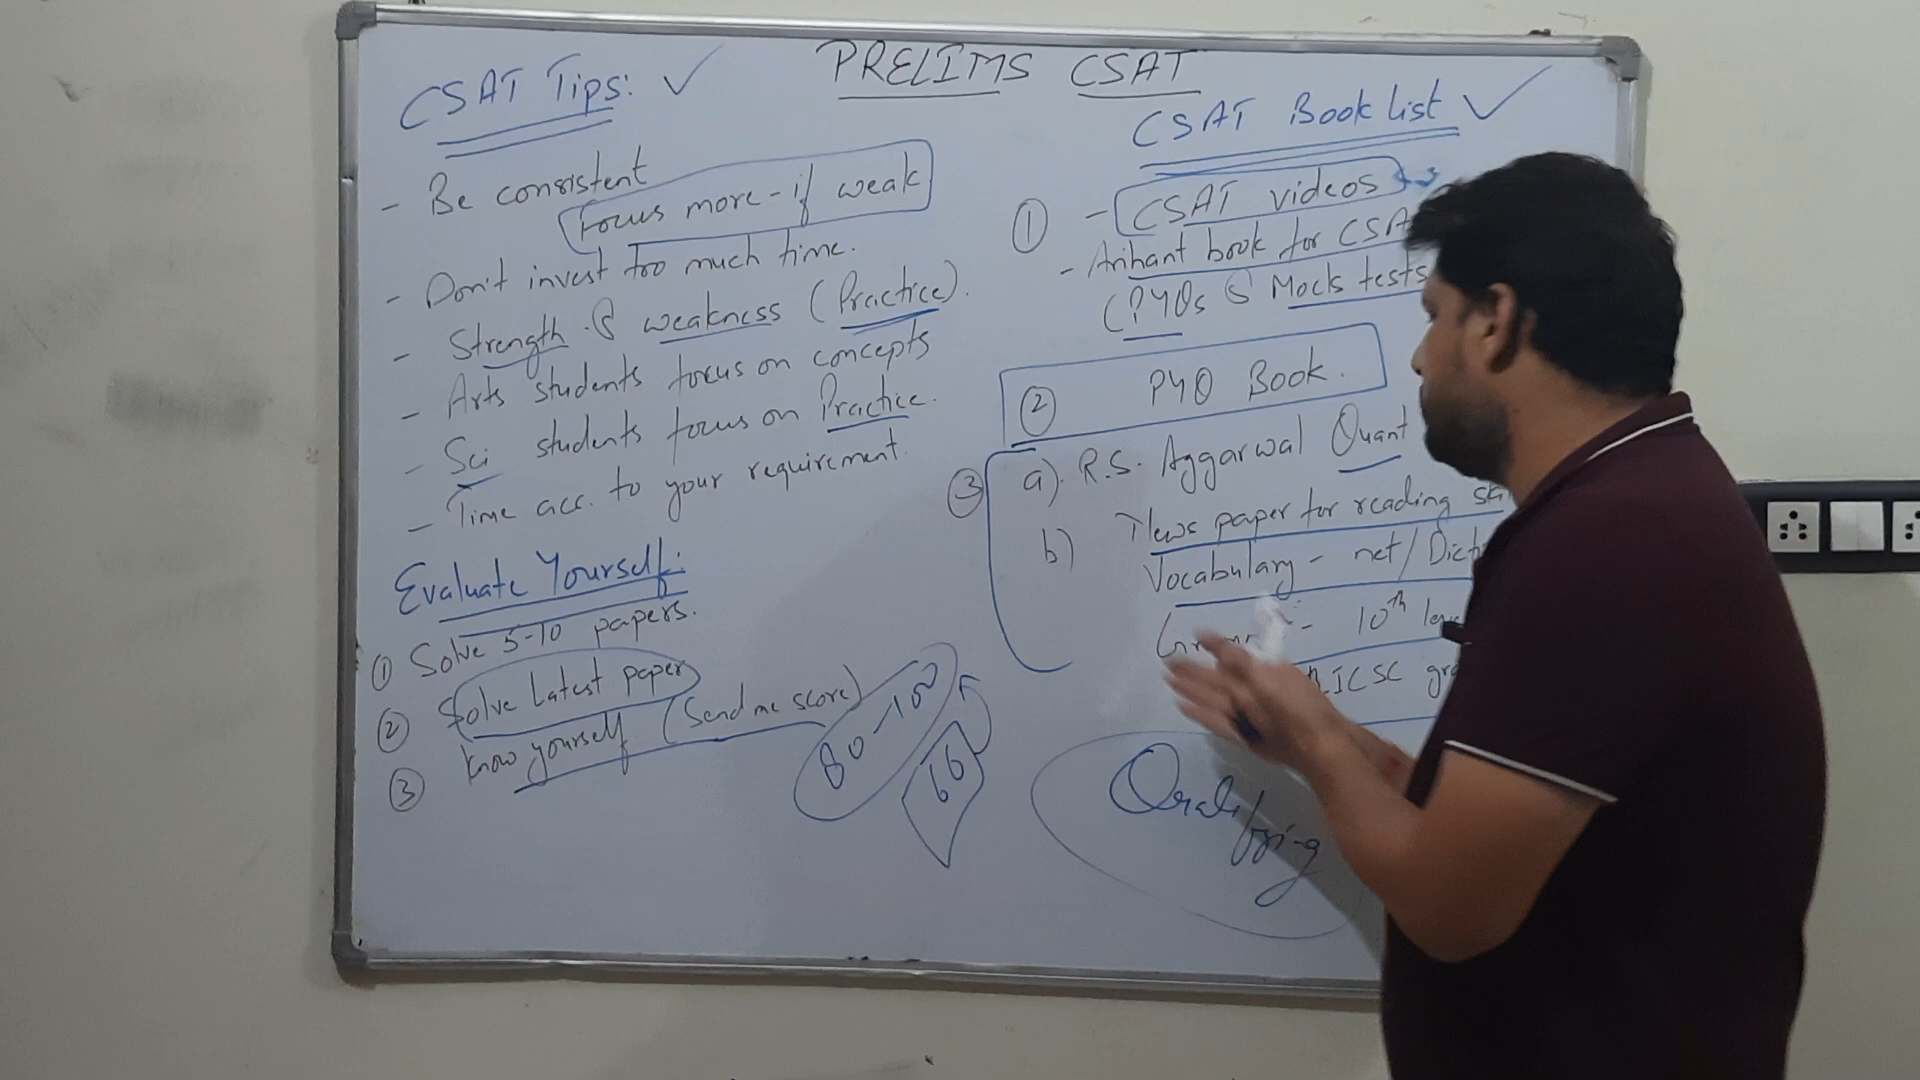 PRELIMS CSAT
CSAT Tips: ✓
- Be consistent
Focus more - if weak
- Don't invest too much time.
- Strength & weakness (Practice).
- Arts students focus on concepts
- Sci students focus on Practice.
- Time acc. to your requirement.
Evaluate Yourself:
① Solve 5-10 papers.
② Solve Latest paper
③ Know yourself (Send me score)
80-100
66
CSAT Book list ✓
① - CSAT videos
- Arihant book for CSA
(PYQs & Mock tests
② PYQ Book.
③ a). R.S. Aggarwal Quant
b) News paper for reading
Vocabulary - net/
- 10th
ICSC
Qualifying